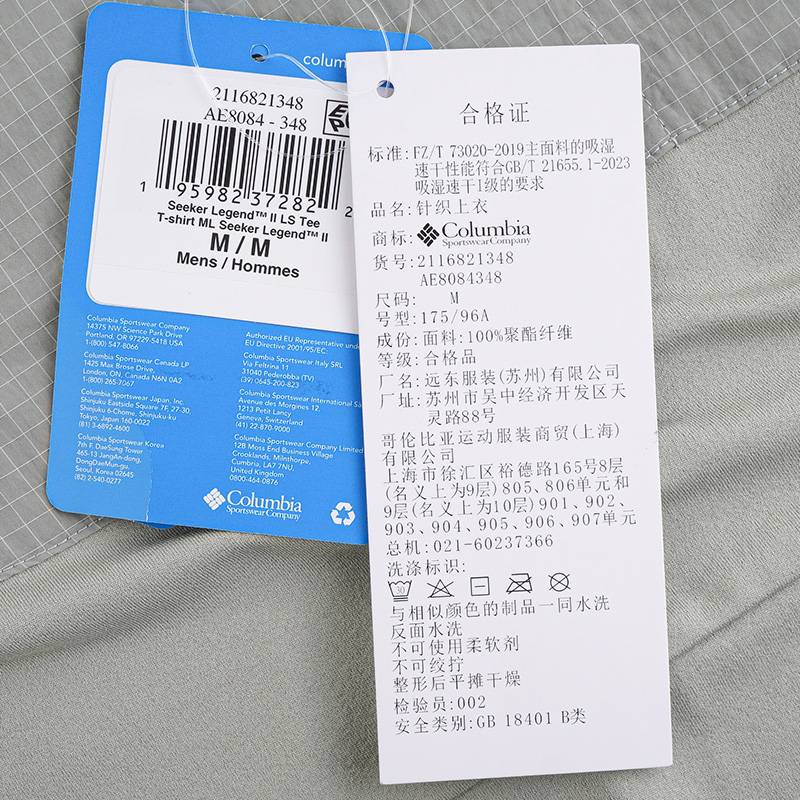 columb
2116821348
AE8084 - 348
1 95982 37282 2
Seeker Legend™ II LS Tee
T-shirt ML Seeker Legend™ II
M / M
Mens / Hommes
Columbia Sportswear Company
14375 NW Science Park Drive
Portland, OR 97229-5418 USA
1-(800) 547-8066
Columbia Sportswear Canada LP
1425 Max Brose Drive,
London, ON, Canada N6N 0A2
1-(800) 265-7067
Columbia Sportswear Japan, Inc.
Shinjuku Eastside Square 7F, 27-30,
Shinjuku 6-Chome, Shinjuku-ku
Tokyo, Japan 160-0022
(81) 3-6892-4600
Columbia Sportswear Korea
7th F, DaeSung Tower
465-13 JangAn-dong,
DongDaeMun-gu,
Seoul, Korea 02645
(82) 2-540-0277
Authorized EU Representative under
EU Directive 2001/95/EC:
Columbia Sportswear Italy SRL
Via Feltrina 11
31040 Pederobba (TV)
(39) 0645-200-823
Columbia Sportswear International Sà
Avenue des Morgines 12,
1213 Petit Lancy
Geneva, Switzerland
(41) 22-870-9000
Columbia Sportswear Company Limited
12B Moss End Business Village
Crooklands, Milnthorpe,
Cumbria, LA7 7NU,
United Kingdom
0800-464-0876
Columbia
Sportswear Company
合格证
标准:FZ/T 73020-2019主面料的吸湿
速干性能符合GB/T 21655.1-2023
吸湿速干I级的要求
品名:针织上衣
商标:Columbia
Sportswear Company
货号:2116821348
AE8084348
尺码: M
号型:175/96A
成份:面料:100%聚酯纤维
等级:合格品
厂名:远东服装(苏州)有限公司
厂址:苏州市吴中经济开发区天
灵路88号
哥伦比亚运动服装商贸(上海)
有限公司
上海市徐汇区裕德路165号8层
(名义上为9层)805、806单元和
9层(名义上为10层)901、902、
903、904、905、906、907单元
总机:021-60237366
洗涤标识:
30
与相似颜色的制品一同水洗
反面水洗
不可使用柔软剂
不可绞拧
整形后平摊干燥
检验员:002
安全类别:GB 18401 B类